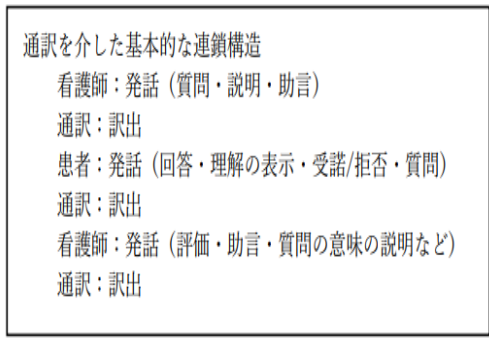 通訳を介した基本的な連鎖構造
看護師：発話（質問・説明・助言）
通訳：訳出
患者：発話（回答・理解の表示・受諾/拒否・質問）
通訳：訳出
看護師：発話（評価・助言・質問の意味の説明など）
通訳：訳出